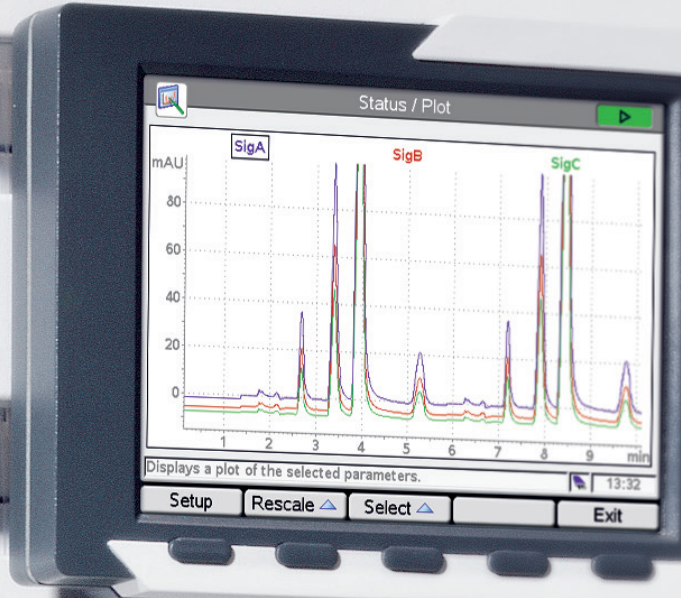 Status / Plot
SigA
SigB
SigC
mAU
80
60
40
20
0
1 2 3 4 5 6 7 8 9 min
Displays a plot of the selected parameters.
13:32
Setup
Rescale
Select
Exit